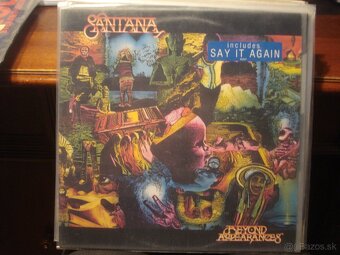 SANTANA
includes
SAY IT AGAIN
BEYOND
APPEARANCES
bazos.sk